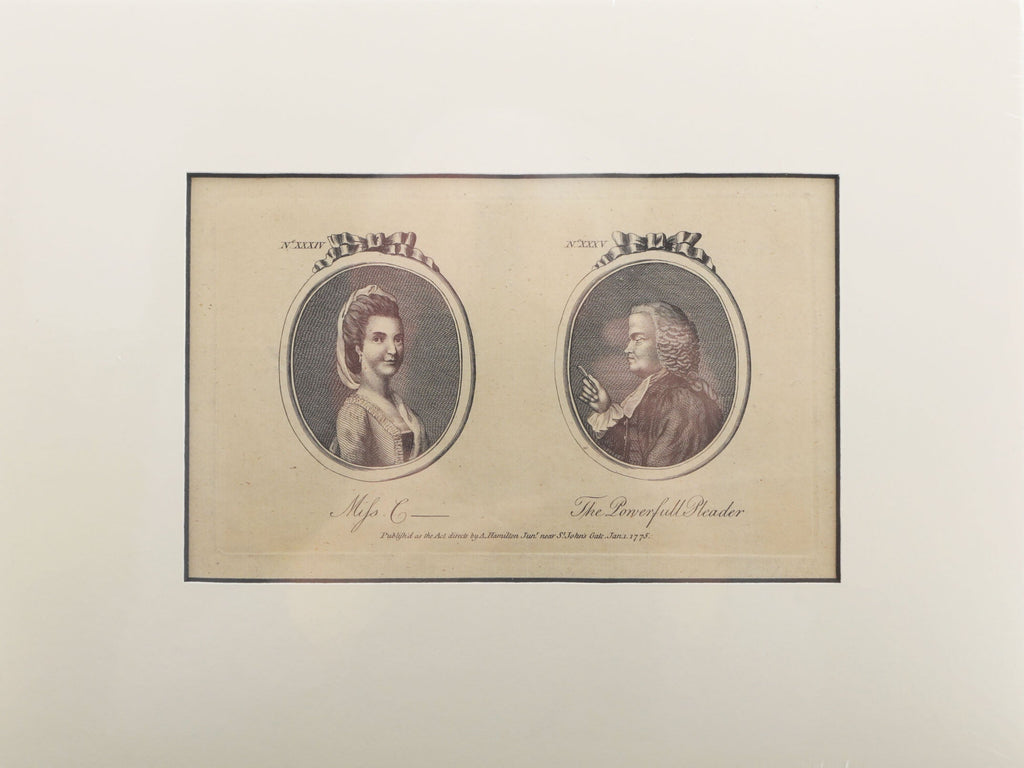 Nº. XXXIV
Nº. XXXV
Miſs. C——
The Powerfull Pleader
Publiſh'd as the Act directs by A. Hamilton Junʳ. near Sᵗ. John's Gate. Jan. 1. 1778.